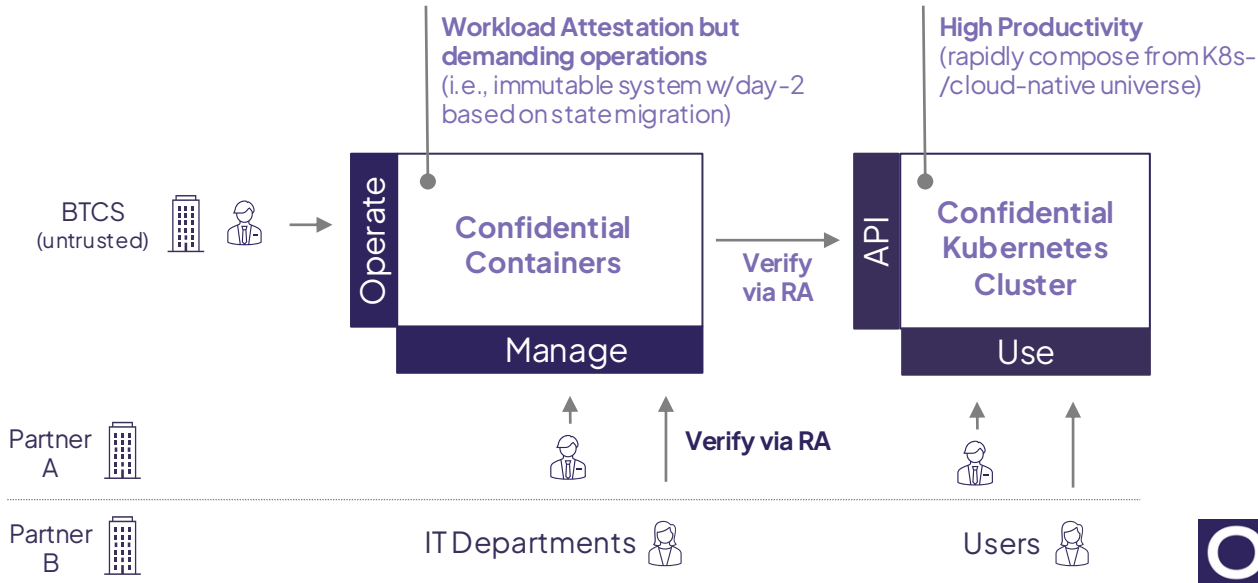 Workload Attestation but
demanding operations
(i.e., immutable system w/day-2
based on state migration)
High Productivity
(rapidly compose from K8s-
/cloud-native universe)
BTCS
(untrusted)
Operate
Confidential
Containers
Manage
Verify
via RA
API
Confidential
Kubernetes
Cluster
Use
Partner
A
Verify via RA
Partner
B
IT Departments
Users